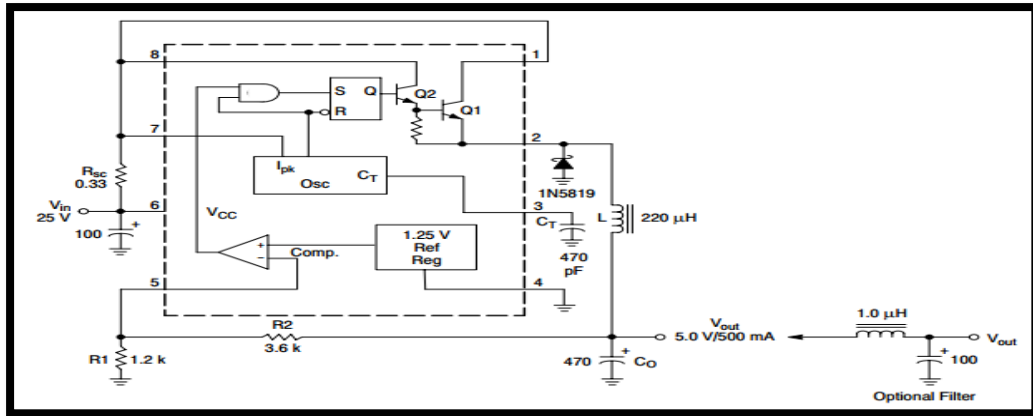 8
1
S Q
Q2
R
Q1
7
2
Ipk
CT
Osc
Rsc
0.33
1N5819
Vin
25 V
6
3
L
220 μH
VCC
CT
100
+
1.25 V
Ref
Reg
470
pF
+
−
Comp.
5
4
R2
3.6 k
Vout
5.0 V/500 mA
1.0 μH
Vout
R1
1.2 k
470
+
CO
+
100
Optional Filter